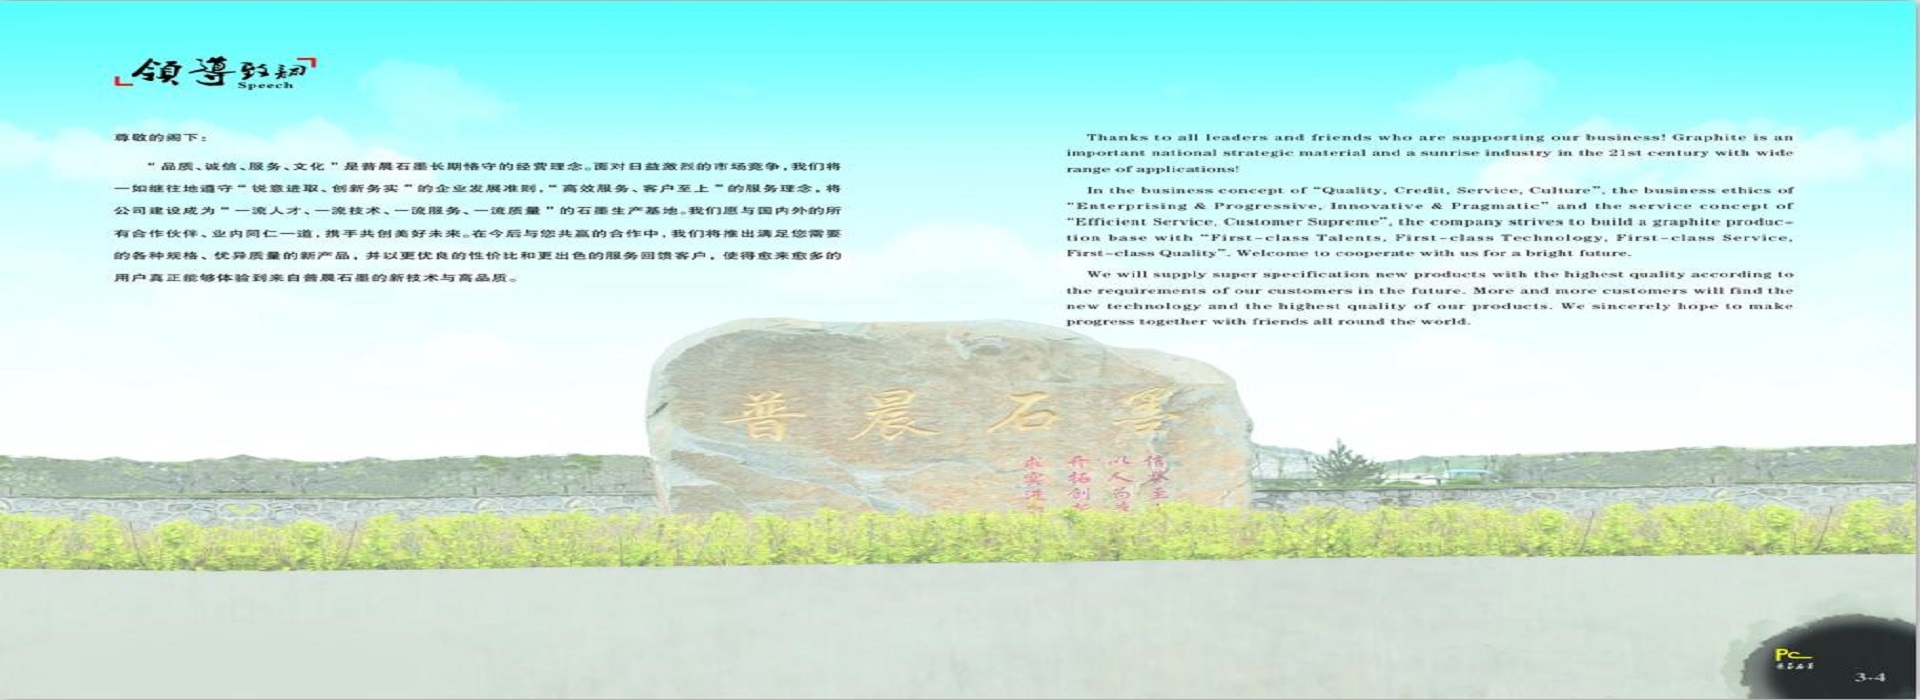 領導致詞
Speech
尊敬的阁下：
“品质、诚信、服务、文化”是普晨石墨长期恪守的经营理念。面对日益激烈的市场竞争，我们将
一如继往地遵守“锐意进取、创新务实”的企业发展准则，“高效服务、客户至上”的服务理念，将
公司建设成为“一流人才、一流技术、一流服务、一流质量”的石墨生产基地。我们愿与国内外的所
有合作伙伴、业内同仁一道，携手共创美好未来。在今后与您共赢的合作中，我们将推出满足您需要
的各种规格、优异质量的新产品，并以更优良的性价比和更出色的服务回馈客户，使得愈来愈多的
用户真正能够体验到来自普晨石墨的新技术与高品质。
Thanks to all leaders and friends who are supporting our business! Graphite is an
important national strategic material and a sunrise industry in the 21st century with wide
range of applications!
In the business concept of “Quality, Credit, Service, Culture”, the business ethics of
“Enterprising & Progressive, Innovative & Pragmatic” and the service concept of
“Efficient Service, Customer Supreme”, the company strives to build a graphite produc-
tion base with “First-class Talents, First-class Technology, First-class Service,
First-class Quality”. Welcome to cooperate with us for a bright future.
We will supply super specification new products with the highest quality according to
the requirements of our customers in the future. More and more customers will find the
new technology and the highest quality of our products. We sincerely hope to make
progress together with friends all round the world.
普晨石墨
以人为
开拓创
求实进
Pc
普晨石墨
3-4